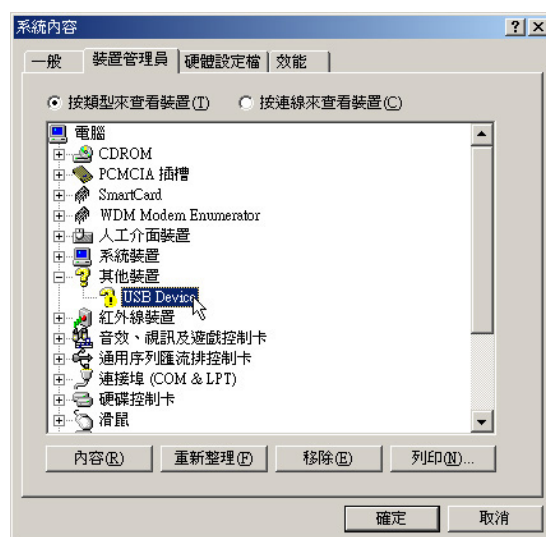 系統內容
一般 裝置管理員 硬體設定檔 效能
按類型來查看裝置(T) 按連線來查看裝置(C)
電腦
CDROM
PCMCIA 插槽
SmartCard
WDM Modem Enumerator
人工介面裝置
系統裝置
其他裝置
USB Device
紅外線裝置
音效、視訊及遊戲控制卡
通用序列匯流排控制卡
連接埠 (COM & LPT)
硬碟控制卡
滑鼠
內容(R) 重新整理(F) 移除(E) 列印(N)...
確定 取消